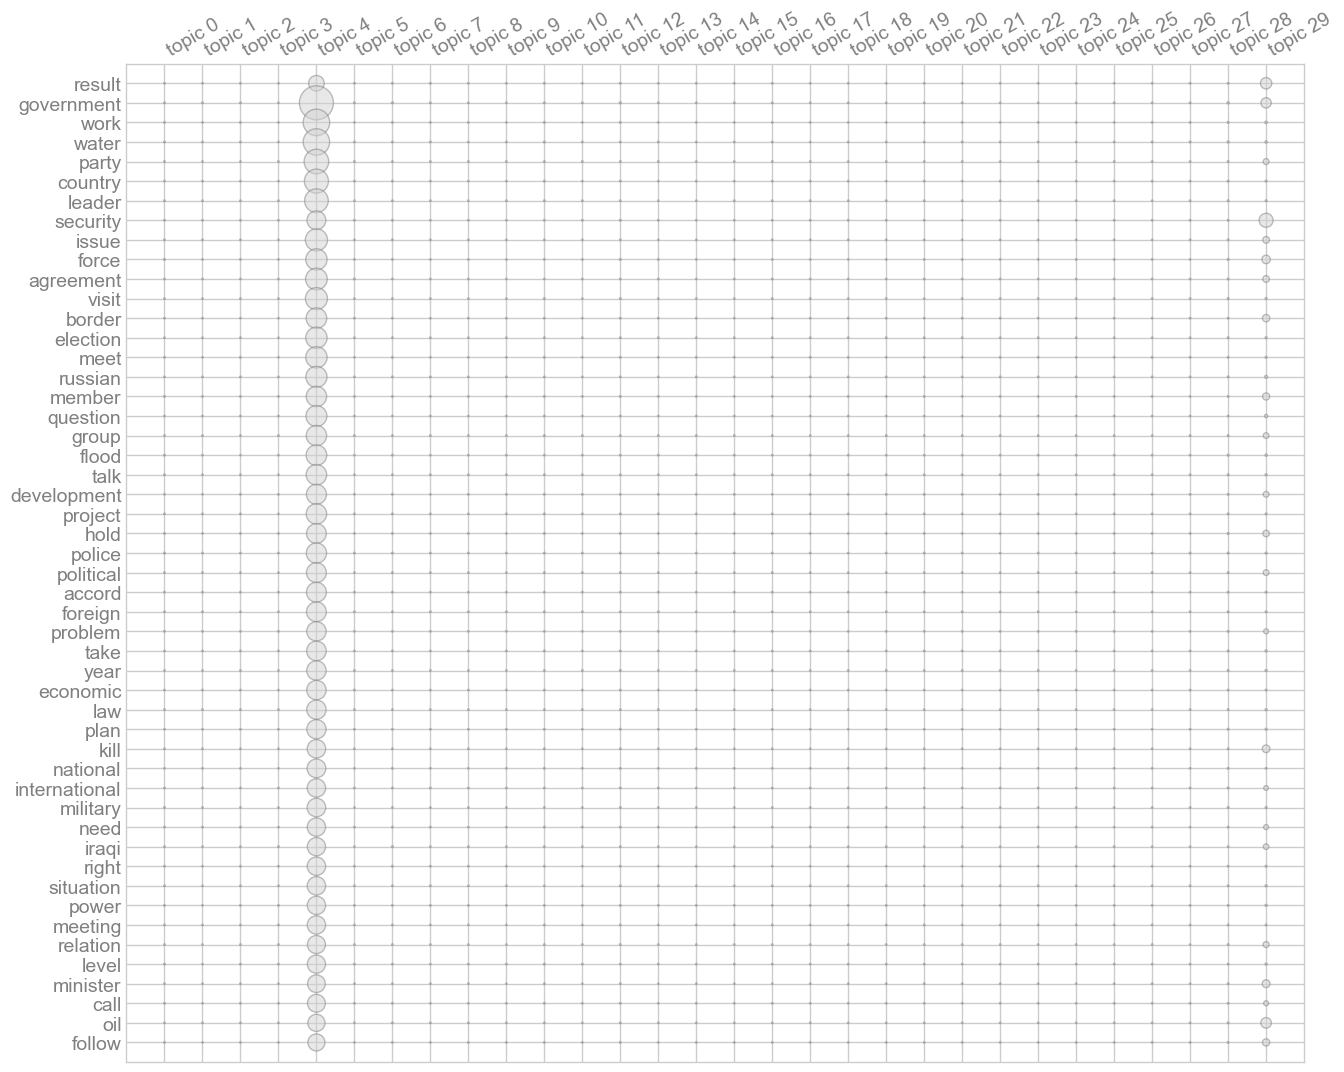 topic 0 topic 1 topic 2 topic 3 topic 4 topic 5 topic 6 topic 7 topic 8 topic 9 topic 10 topic 11 topic 12 topic 13 topic 14 topic 15 topic 16 topic 17 topic 18 topic 19 topic 20 topic 21 topic 22 topic 23 topic 24 topic 25 topic 26 topic 27 topic 28 topic 29
result
government
work
water
party
country
leader
security
issue
force
agreement
visit
border
election
meet
russian
member
question
group
flood
talk
development
project
hold
police
political
accord
foreign
problem
take
year
economic
law
plan
kill
national
international
military
need
iraqi
right
situation
power
meeting
relation
level
minister
call
oil
follow